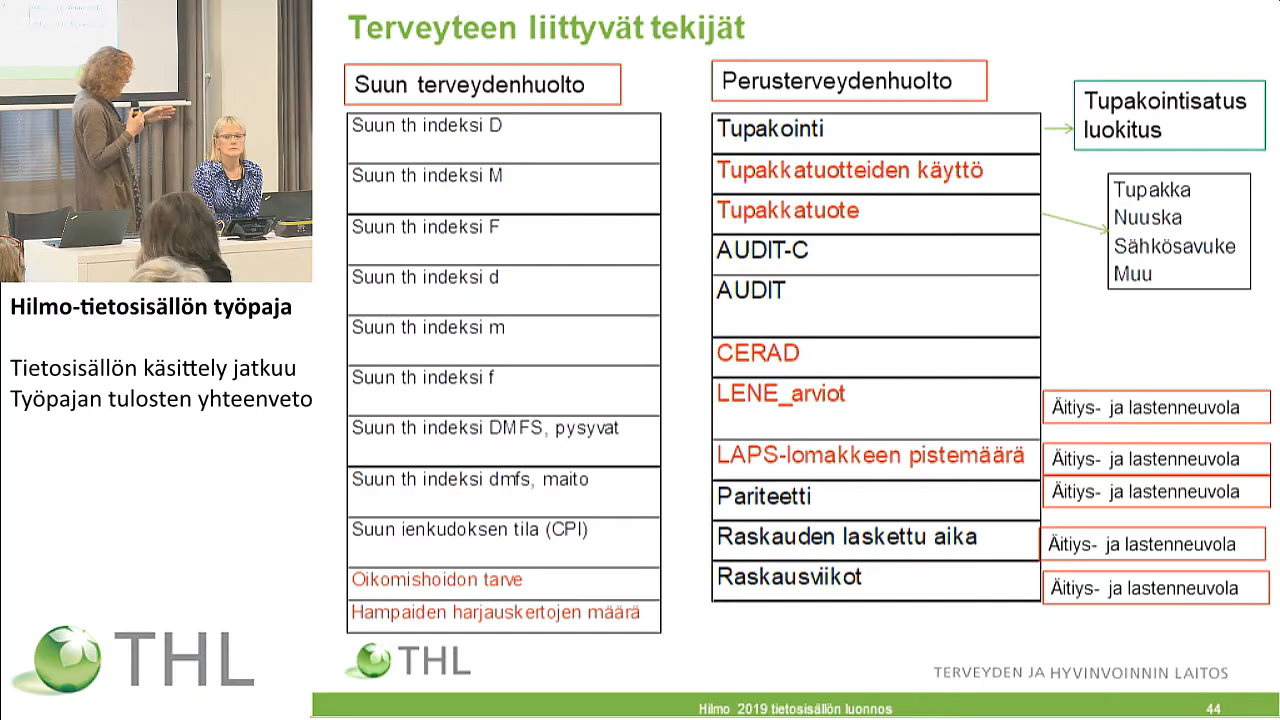 Terveyteen liittyvät tekijät
Suun terveydenhuolto
Suun th indeksi D
Suun th indeksi M
Suun th indeksi F
Suun th indeksi d
Suun th indeksi m
Suun th indeksi f
Suun th indeksi DMFS, pysyvat
Suun th indeksi dmfs, maito
Suun ienkudoksen tila (CPI)
Oikomishoidon tarve
Hampaiden harjauskertojen määrä
Perusterveydenhuolto
Tupakointi
Tupakkatuotteiden käyttö
Tupakkatuote
AUDIT-C
AUDIT
CERAD
LENE_arviot
LAPS-lomakkeen pistemäärä
Pariteetti
Raskauden laskettu aika
Raskausviikot
Tupakointisatus
luokitus
Tupakka
Nuuska
Sähkösavuke
Muu
Äitiys- ja lastenneuvola
Äitiys- ja lastenneuvola
Äitiys- ja lastenneuvola
Äitiys- ja lastenneuvola
Äitiys- ja lastenneuvola
Hilmo-tietosisällön työpaja
Tietosisällön käsittely jatkuu
Työpajan tulosten yhteenveto
THL
THL
TERVEYDEN JA HYVINVOINNIN LAITOS
Hilmo 2019 tietosisällön luonnos
44